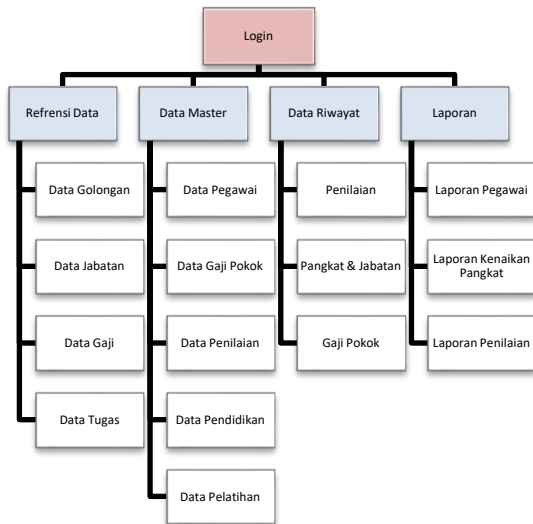 Login
Refrensi Data
Data Golongan
Data Jabatan
Data Gaji
Data Tugas
Data Master
Data Pegawai
Data Gaji Pokok
Data Penilaian
Data Pendidikan
Data Pelatihan
Data Riwayat
Penilaian
Pangkat & Jabatan
Gaji Pokok
Laporan
Laporan Pegawai
Laporan Kenaikan
Pangkat
Laporan Penilaian